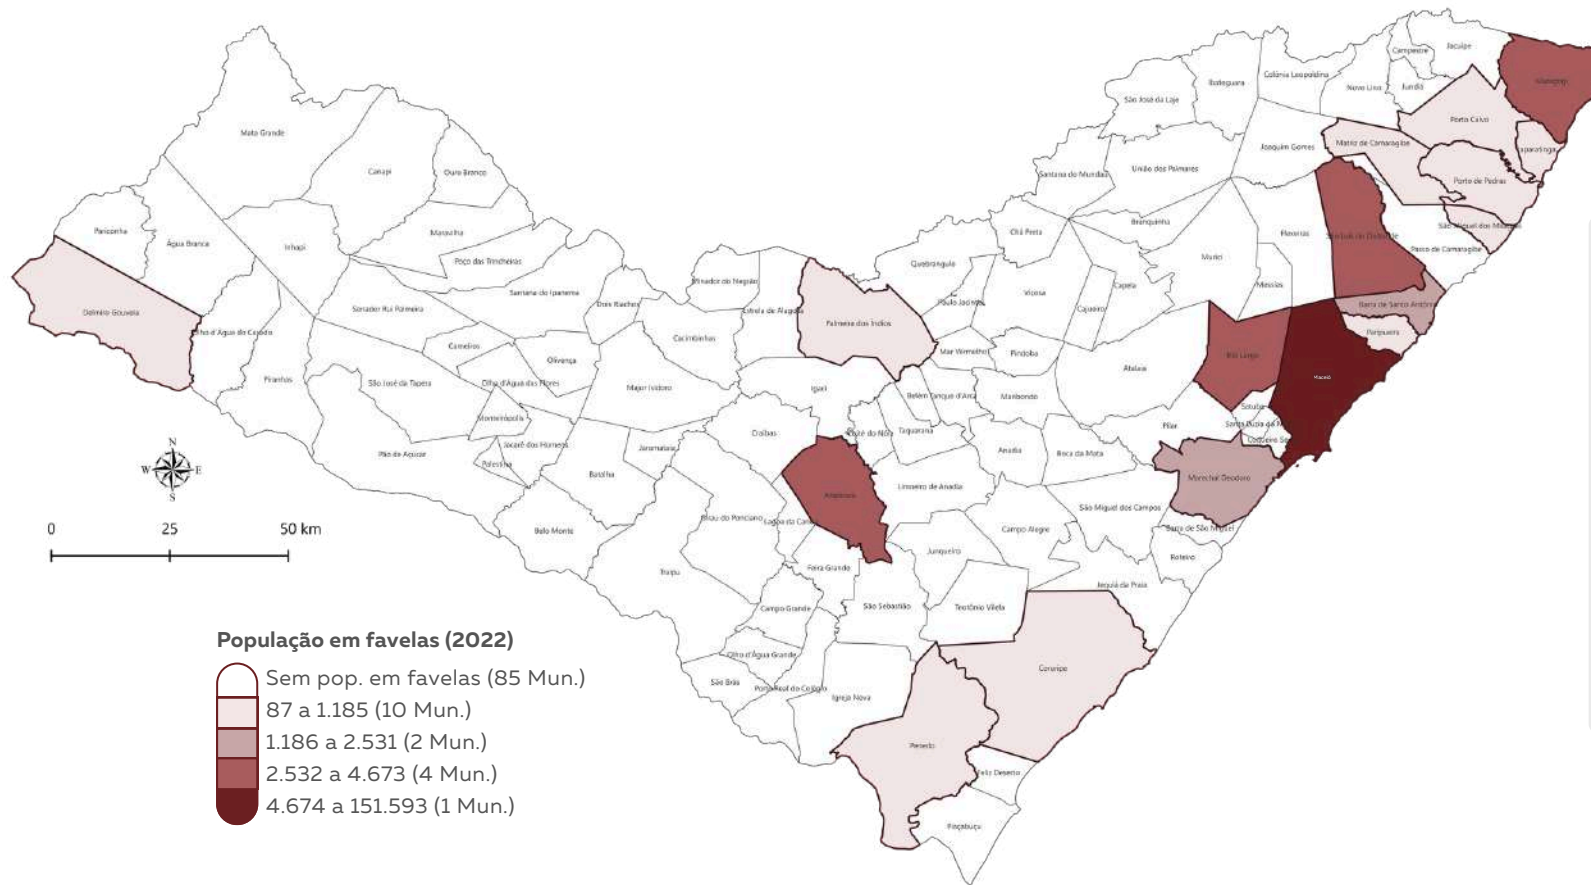 Jacuipe
Campestre
Colônia Leopoldina
Ibateguara
Novo Lino
Jundiá
Maragogi
São José da Laje
Porto Calvo
Mata Grande
Joaquim Gomes
Matriz de Camaragibe
Japaratinga
União dos Palmares
Santana do Mundaú
Canapi
Ouro Branco
Porto de Pedras
Branquinha
Flexeiras
São Miguel dos Milagres
Pariconha
Água Branca
Inhapi
Maravilha
Chã Preta
São Luís do Quitunde
Passo de Camaragibe
Murici
Poço das Trincheiras
Quebrangulo
Messias
Minador do Negrão
Santana do Ipanema
Viçosa
Capela
Paulo Jacinto
Dois Riachos
Barra de Santo Antônio
Delmiro Gouveia
Senador Rui Palmeira
Estrela de Alagoas
Cajueiro
Palmeira dos Índios
Olho d'Água do Casado
Paripueira
Cacimbinhas
Carneiros
Mar Vermelho
Pindoba
Rio Largo
Olivença
Atalaia
Piranhas
São José da Tapera
Olho d'Água das Flores
Major Isidoro
Igaci
Maceió
Belém
Tanque d'Arca
Maribondo
Satuba
Monteirópolis
Pilar
Craíbas
Coité do Nóia
Taquarana
Coqueiro Se
Jacaré dos Homens
Jaramataia
Anadia
Boca da Mata
Pão de Açúcar
Palestina
Batalha
Marechal Deodoro
Limoeiro de Anadia
Arapiraca
São Miguel dos Campos
Girau do Ponciano
Lagoa da Canoa
Campo Alegre
Barra de São Miguel
Belo Monte
Junqueiro
Roteiro
Traipu
Feira Grande
Jequiá da Praia
Campo Grande
São Sebastião
Teotônio Vilela
Olho d'Água Grande
Coruripe
São Brás
Porto Real do Colégio
Igreja Nova
Penedo
Feliz Deserto
Piaçabuçu
N
W E
S
0 25 50 km
População em favelas (2022)
Sem pop. em favelas (85 Mun.)
87 a 1.185 (10 Mun.)
1.186 a 2.531 (2 Mun.)
2.532 a 4.673 (4 Mun.)
4.674 a 151.593 (1 Mun.)